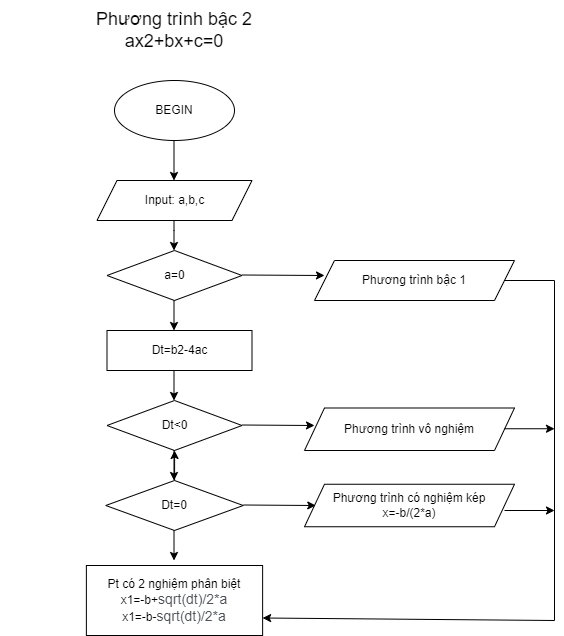 Phương trình bậc 2
ax2+bx+c=0
BEGIN
Input: a,b,c
a=0
Phương trình bậc 1
Dt=b2-4ac
Dt<0
Phương trình vô nghiệm
Dt=0
Phương trình có nghiệm kép
x=-b/(2*a)
Pt có 2 nghiệm phân biệt
x1=-b+sqrt(dt)/2*a
x1=-b-sqrt(dt)/2*a